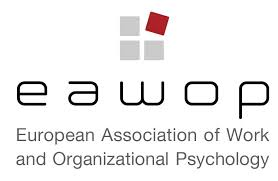 eawop
European Association of Work
and Organizational Psychology